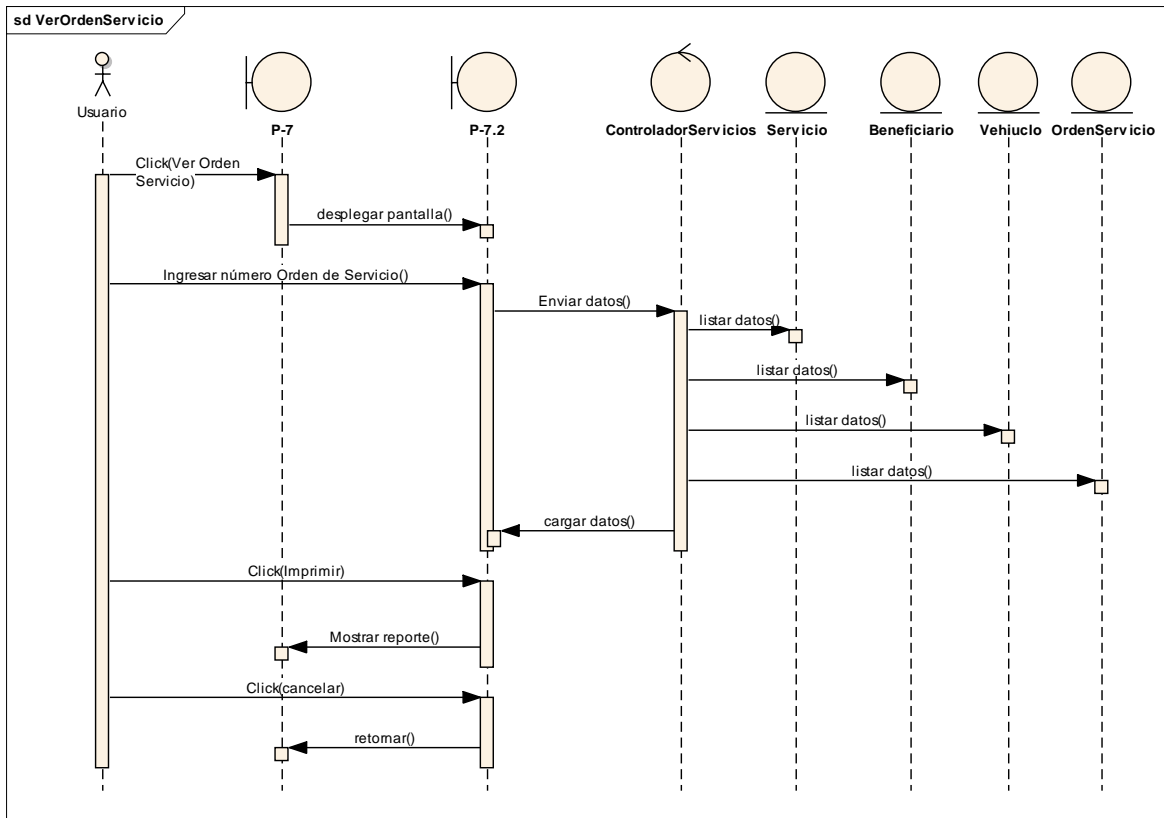 sd VerOrdenServicio
Usuario
P-7
P-7.2
ControladorServicios
Servicio
Beneficiario
Vehiuclo
OrdenServicio
Click(Ver Orden
Servicio)
desplegar pantalla()
Ingresar número Orden de Servicio()
Enviar datos()
listar datos()
listar datos()
listar datos()
listar datos()
cargar datos()
Click(Imprimir)
Mostrar reporte()
Click(cancelar)
retornar()